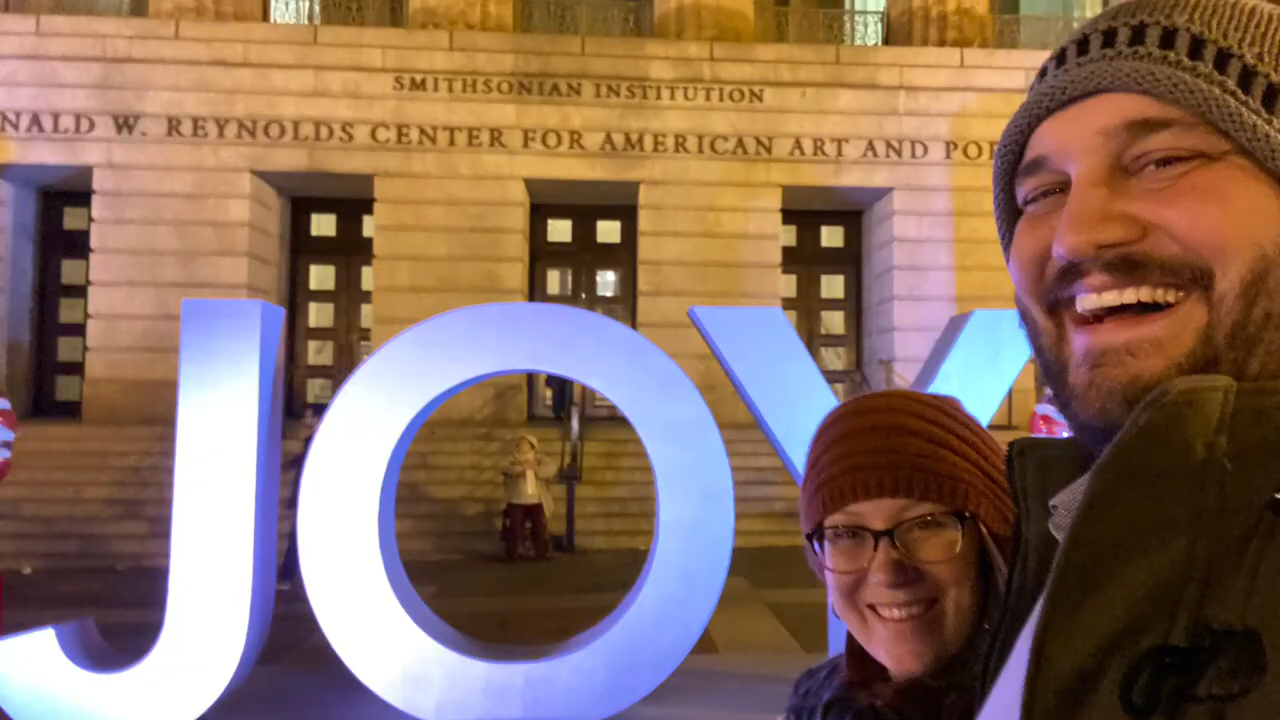 SMITHSONIAN INSTITUTION
NALD W. REYNOLDS CENTER FOR AMERICAN ART AND PO
JOY